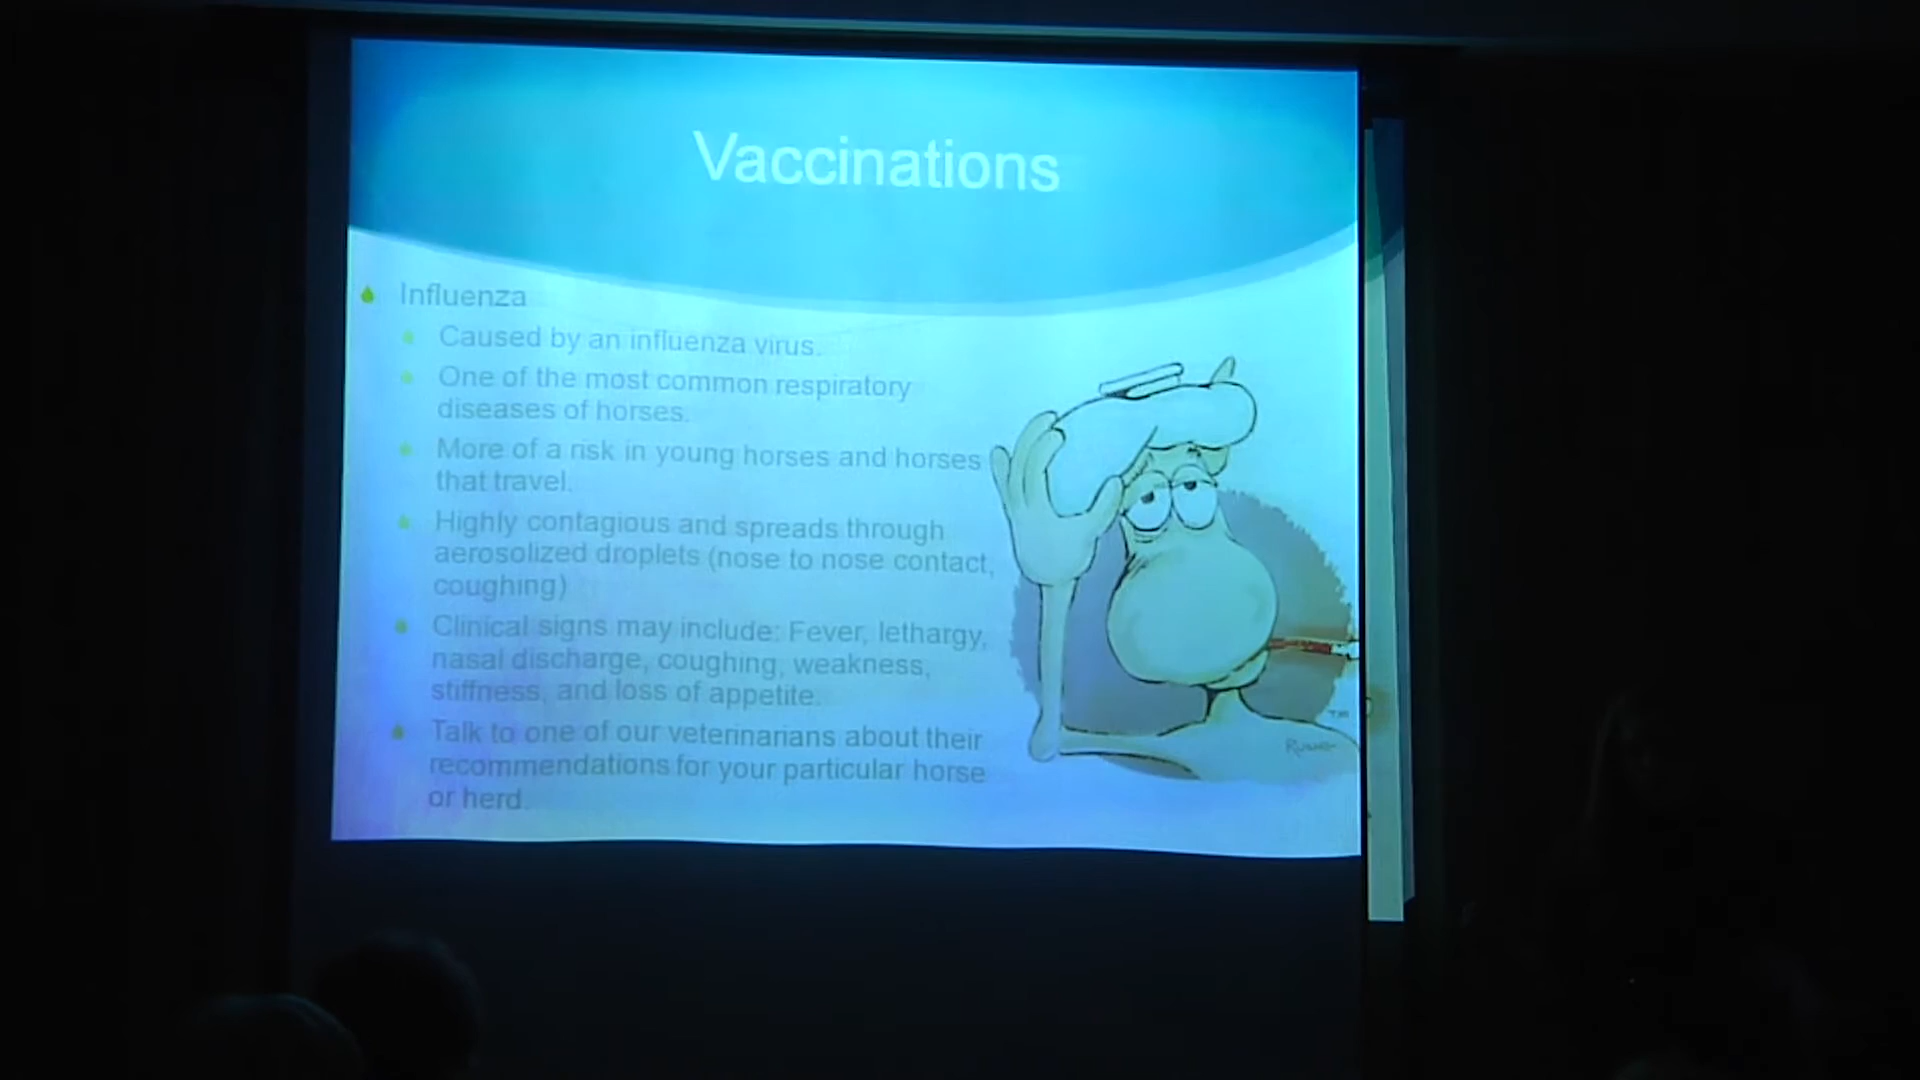 Vaccinations
Influenza
Caused by an influenza virus.
One of the most common respiratory
diseases of horses.
More of a risk in young horses and horses
that travel.
Highly contagious and spreads through
aerosolized droplets (nose to nose contact,
coughing)
Clinical signs may include: Fever, lethargy,
nasal discharge, coughing, weakness,
stiffness, and loss of appetite.
Talk to one of our veterinarians about their
recommendations for your particular horse
or herd.
TM